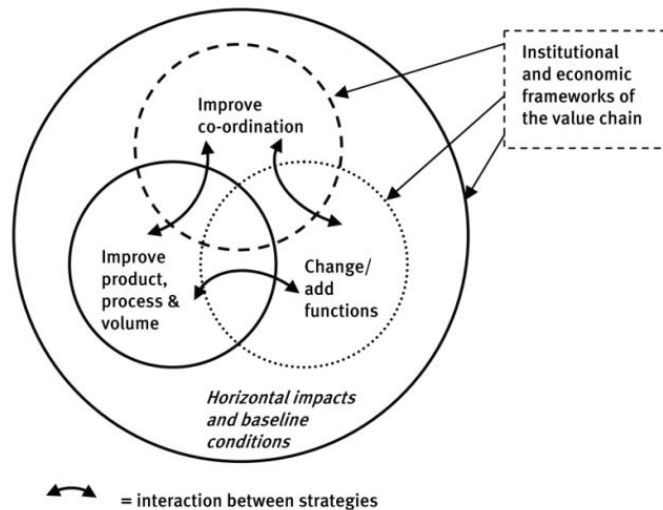 Institutional
and economic
frameworks of
the value chain
Improve
co-ordination
Improve
product,
process &
volume
Change/
add
functions
Horizontal impacts
and baseline
conditions
= interaction between strategies